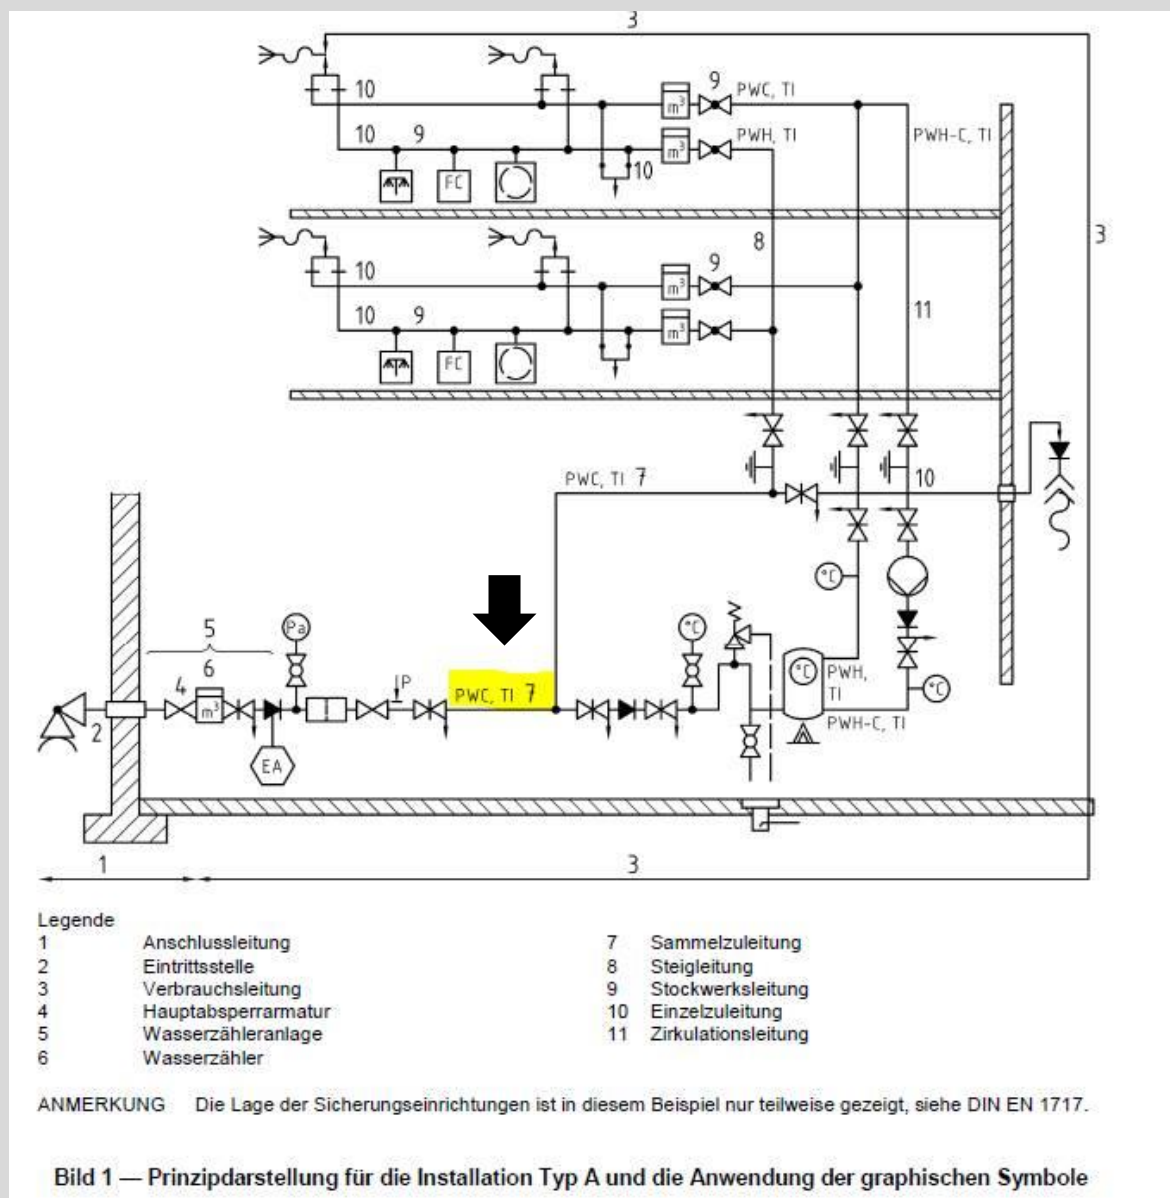 3
10
9
PWC, TI
m³
10
9
PWH, TI
PWH-C, TI
m³
10
FC
3
8
10
9
m³
10
9
11
m³
FC
PWC, TI 7
10
°C
5
Pa
°C
6
°C
PWH,
TI
4
IP
PWC, TI 7
°C
m³
2
PWH-C, TI
EA
1
3
Legende
1 Anschlussleitung
2 Eintrittsstelle
3 Verbrauchsleitung
4 Hauptabsperrarmatur
5 Wasserzähleranlage
6 Wasserzähler
7 Sammelzuleitung
8 Steigleitung
9 Stockwerksleitung
10 Einzelzuleitung
11 Zirkulationsleitung
ANMERKUNG Die Lage der Sicherungseinrichtungen ist in diesem Beispiel nur teilweise gezeigt, siehe DIN EN 1717.
Bild 1 — Prinzipdarstellung für die Installation Typ A und die Anwendung der graphischen Symbole